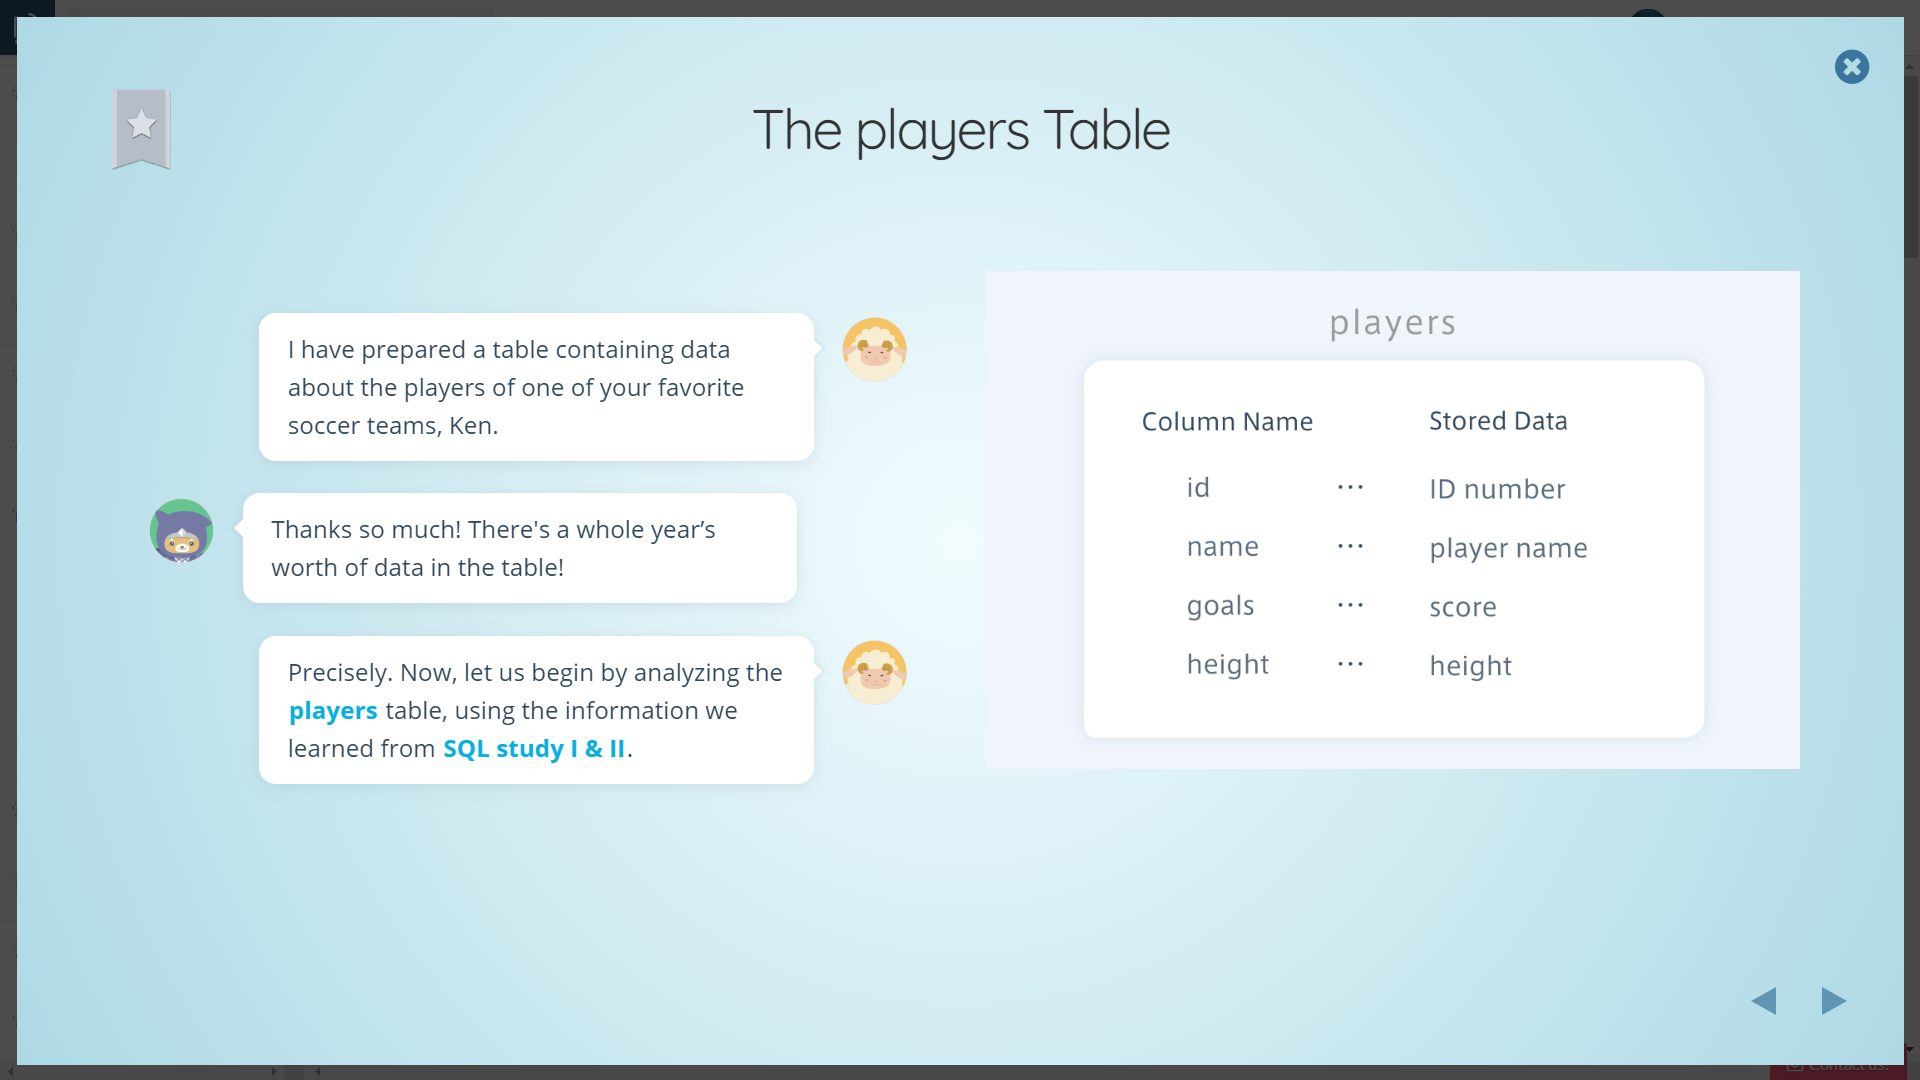 The players Table
I have prepared a table containing data
about the players of one of your favorite
soccer teams, Ken.
Thanks so much! There's a whole year’s
worth of data in the table!
Precisely. Now, let us begin by analyzing the
players table, using the information we
learned from SQL study I & II.
players
Column Name Stored Data
id ... ID number
name ... player name
goals ... score
height ... height
Contact us!